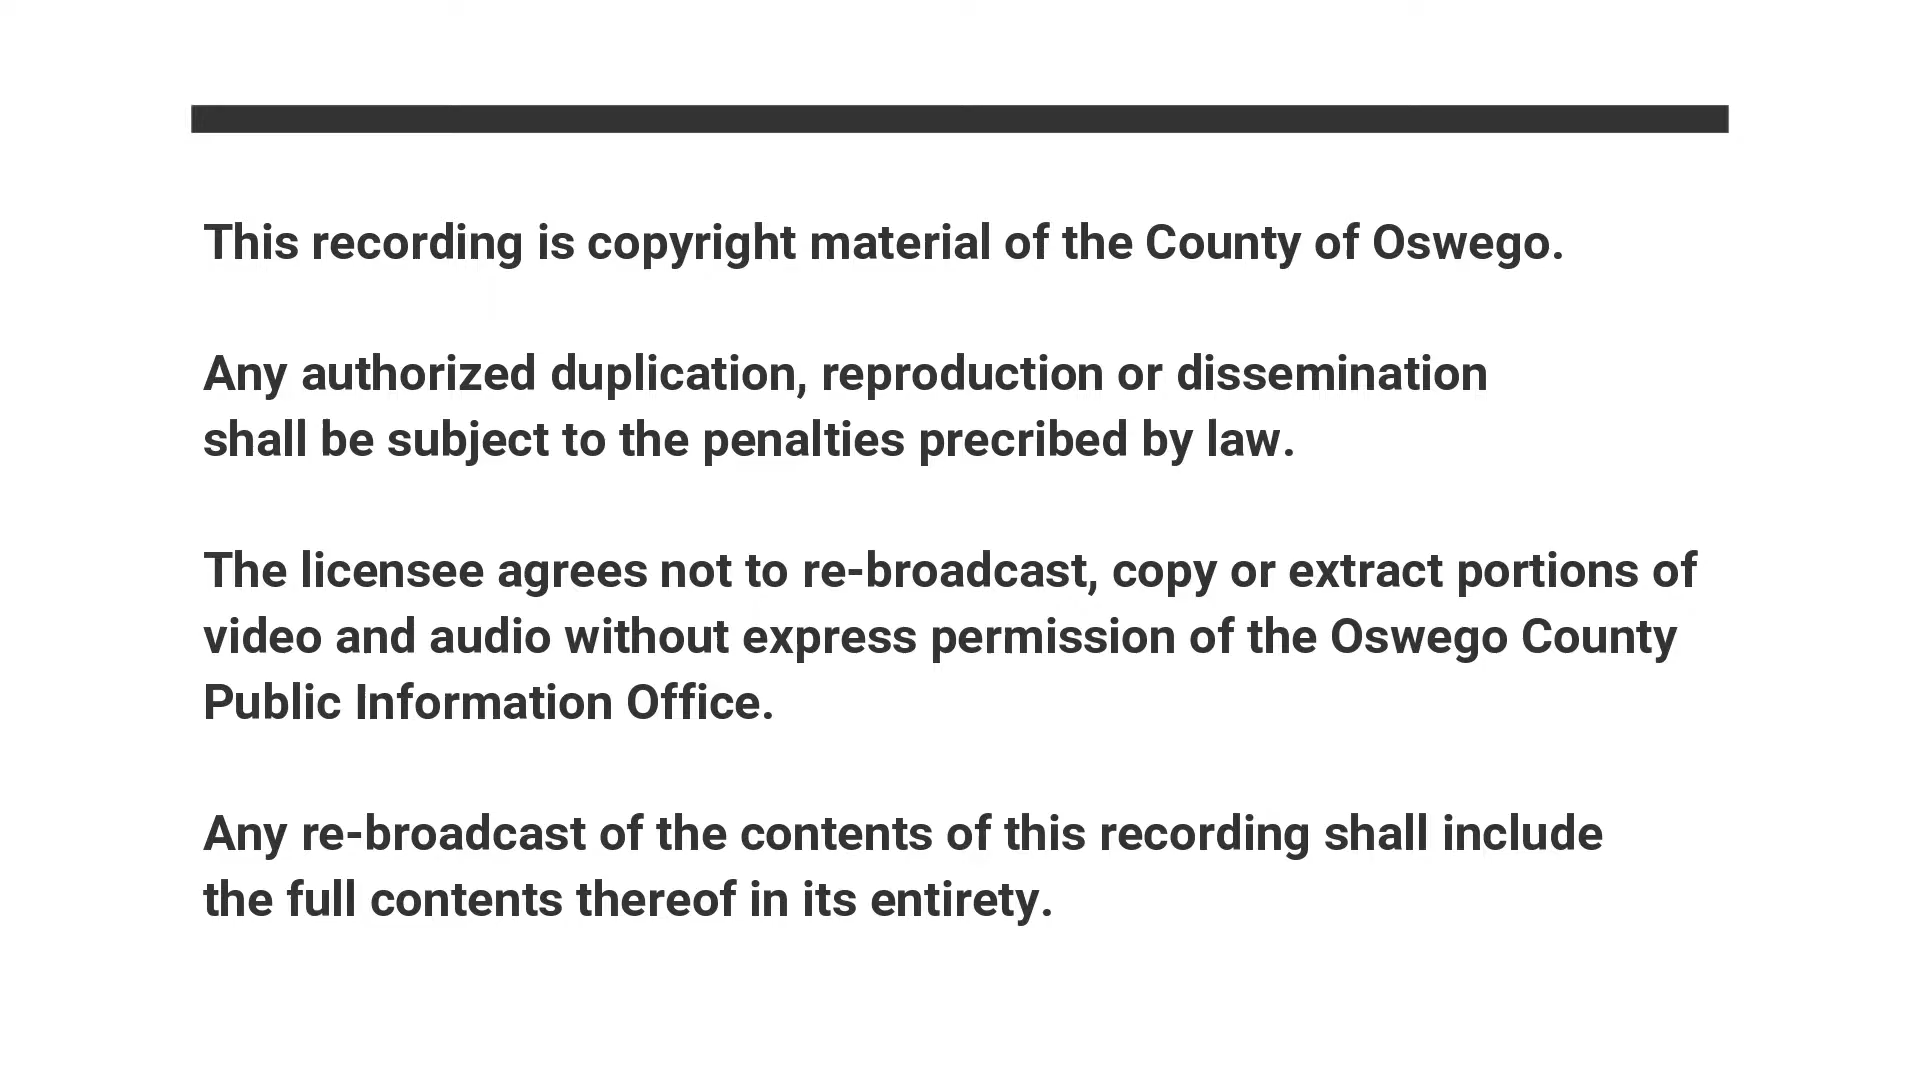 This recording is copyright material of the County of Oswego.
Any authorized duplication, reproduction or dissemination
shall be subject to the penalties precribed by law.
The licensee agrees not to re-broadcast, copy or extract portions of
video and audio without express permission of the Oswego County
Public Information Office.
Any re-broadcast of the contents of this recording shall include
the full contents thereof in its entirety.